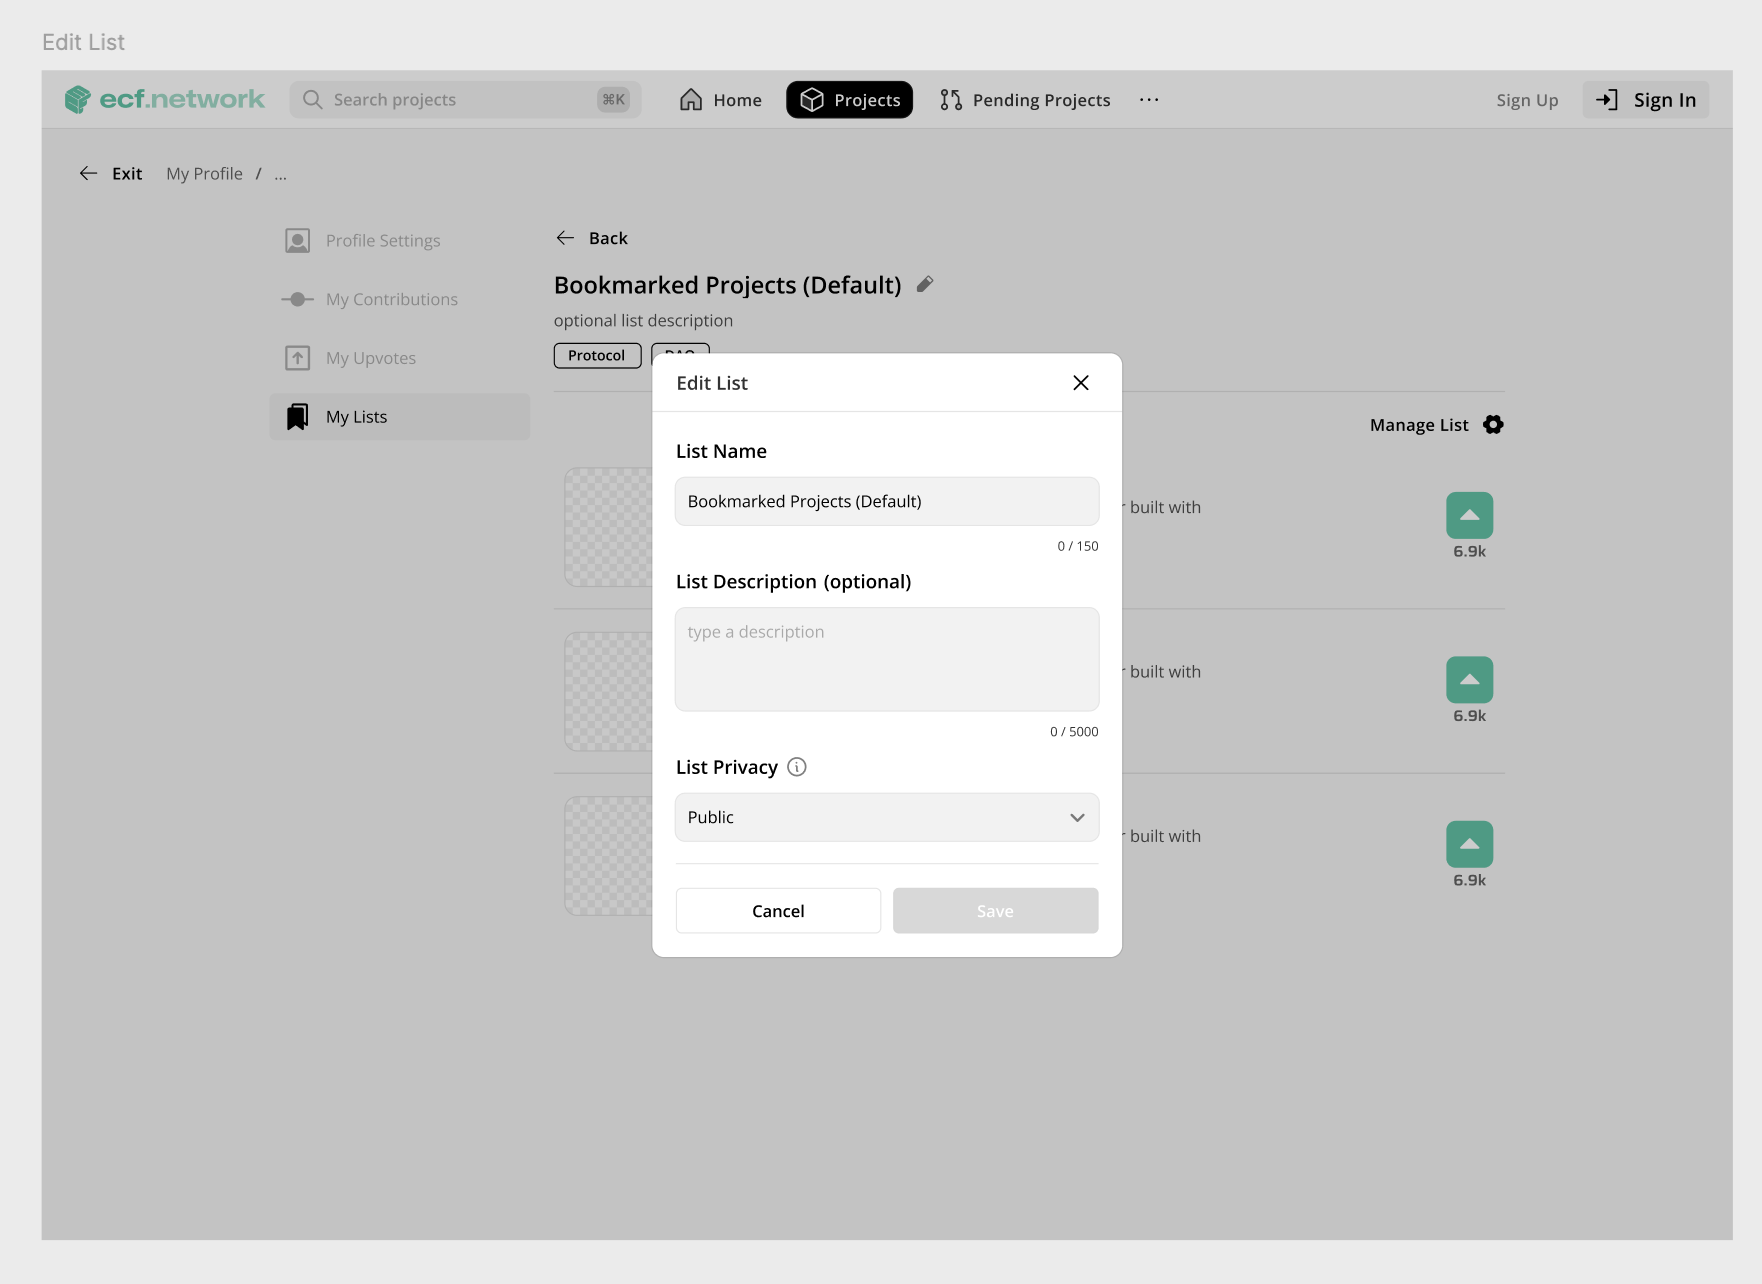 Edit List
ecf.network
Search projects
⌘K
Home
Projects
Pending Projects
...
Sign Up
Sign In
Exit
My Profile / ...
Profile Settings
My Contributions
My Upvotes
My Lists
Back
Bookmarked Projects (Default)
optional list description
Protocol
DAO
Manage List
built with
6.9k
built with
6.9k
built with
6.9k
Edit List
List Name
Bookmarked Projects (Default)
0 / 150
List Description (optional)
type a description
0 / 5000
List Privacy
Public
Cancel
Save